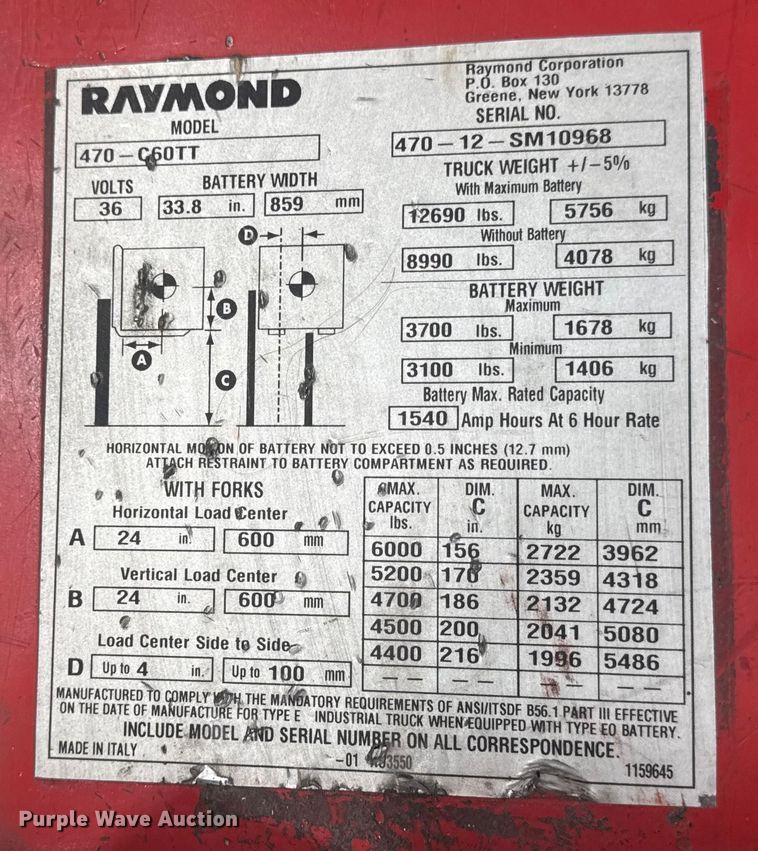 RAYMOND
Raymond Corporation
P.O. Box 130
Greene, New York 13778
MODEL
470-C60TT
SERIAL NO.
470-12-SM10968
VOLTS
36
BATTERY WIDTH
33.8 in. 859 mm
TRUCK WEIGHT +/-5%
With Maximum Battery
12690 lbs. 5756 kg
Without Battery
8990 lbs. 4078 kg
D
B
A
C
BATTERY WEIGHT
Maximum
3700 lbs. 1678 kg
Minimum
3100 lbs. 1406 kg
Battery Max. Rated Capacity
1540 Amp Hours At 6 Hour Rate
HORIZONTAL MOTION OF BATTERY NOT TO EXCEED 0.5 INCHES (12.7 mm)
ATTACH RESTRAINT TO BATTERY COMPARTMENT AS REQUIRED.
WITH FORKS
Horizontal Load Center
A 24 in. 600 mm
Vertical Load Center
B 24 in. 600 mm
Load Center Side to Side
D Up to 4 in. Up to 100 mm
MAX. CAPACITY lbs. DIM. C in. MAX. CAPACITY kg DIM. C mm
6000 156 2722 3962
5200 170 2359 4318
4700 186 2132 4724
4500 200 2041 5080
4400 216 1996 5486
— — — — — — — —
MANUFACTURED TO COMPLY WITH THE MANDATORY REQUIREMENTS OF ANSI/ITSDF B56.1 PART III EFFECTIVE
ON THE DATE OF MANUFACTURE FOR TYPE E INDUSTRIAL TRUCK WHEN EQUIPPED WITH TYPE EO BATTERY.
INCLUDE MODEL AND SERIAL NUMBER ON ALL CORRESPONDENCE.
MADE IN ITALY
-01
1159645
Purple Wave Auction